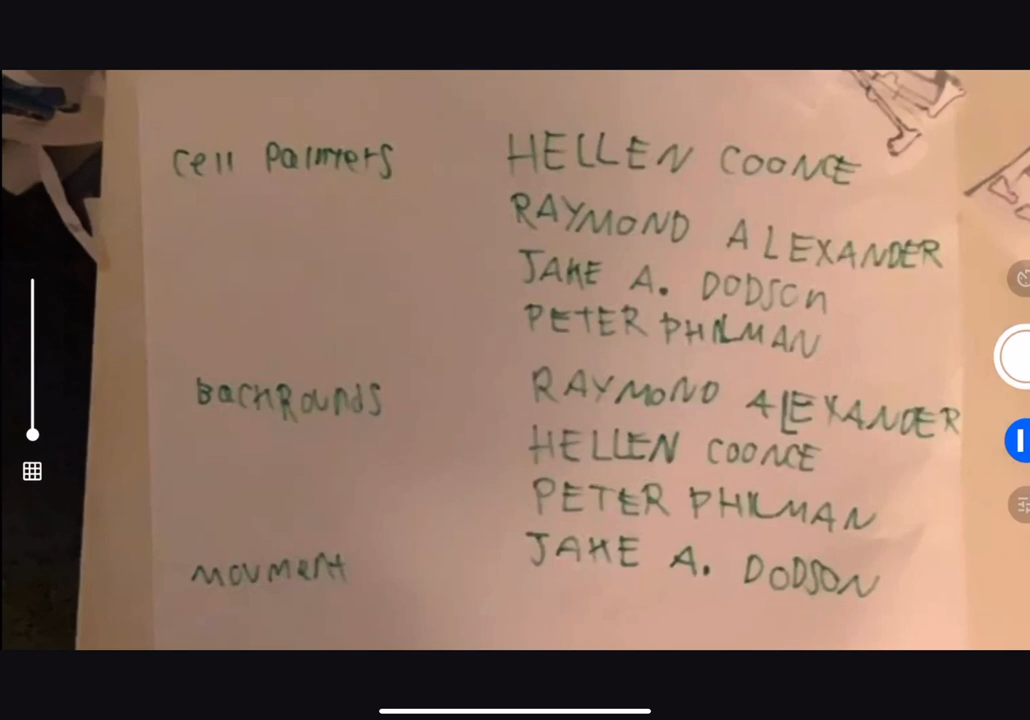 cell Painters HELLEN COONCE
RAYMOND ALEXANDER
JAKE A. DODSON
PETER PHILMAN
BackRounds RAYMOND ALEXANDER
HELLEN COONCE
PETER PHILMAN
movment JAKE A. DODSON